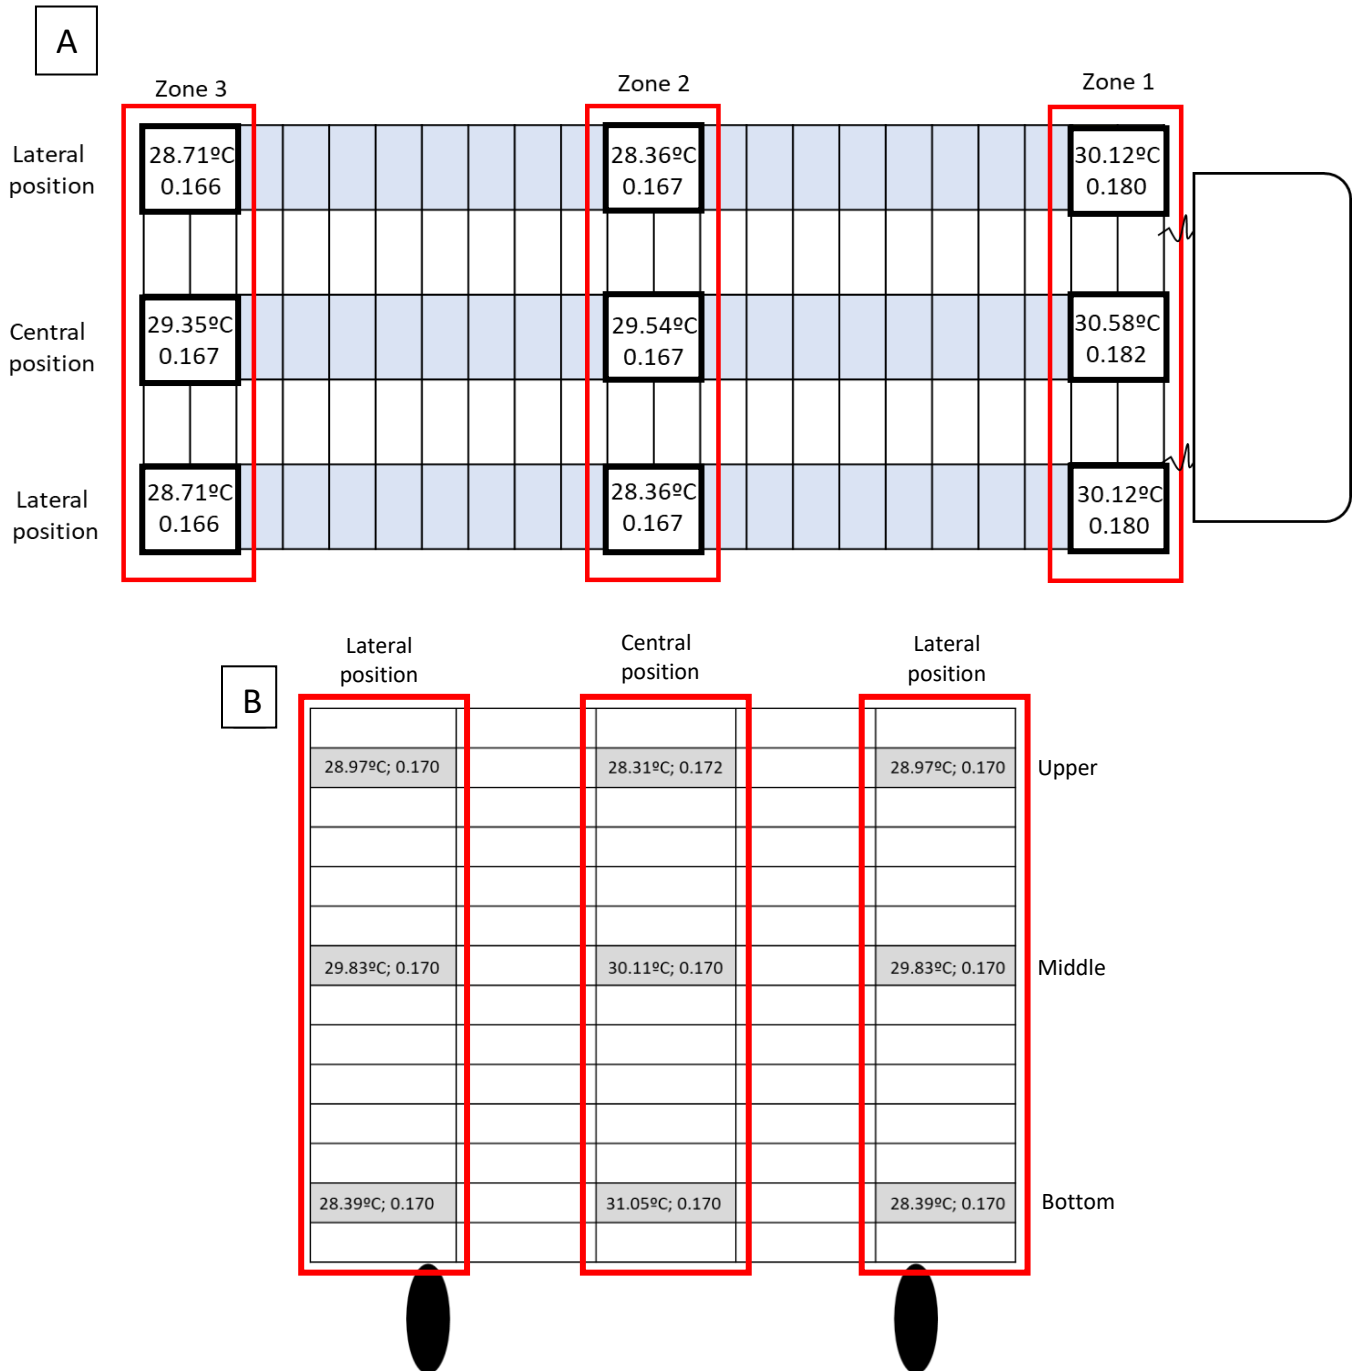 A
Zone 3
Zone 2
Zone 1
Lateral
position
28.71ºC
0.166
28.36ºC
0.167
30.12ºC
0.180
Central
position
29.35ºC
0.167
29.54ºC
0.167
30.58ºC
0.182
Lateral
position
28.71ºC
0.166
28.36ºC
0.167
30.12ºC
0.180
B
Lateral
position
Central
position
Lateral
position
28.97ºC; 0.170
28.31ºC; 0.172
28.97ºC; 0.170
Upper
29.83ºC; 0.170
30.11ºC; 0.170
29.83ºC; 0.170
Middle
28.39ºC; 0.170
31.05ºC; 0.170
28.39ºC; 0.170
Bottom